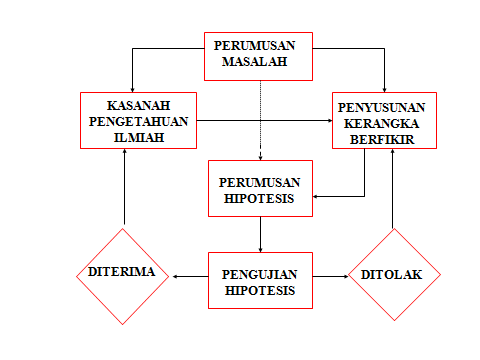 PERUMUSAN
MASALAH
KASANAH
PENGETAHUAN
ILMIAH
PENYUSUNAN
KERANGKA
BERFIKIR
PERUMUSAN
HIPOTESIS
DITERIMA
PENGUJIAN
HIPOTESIS
DITOLAK